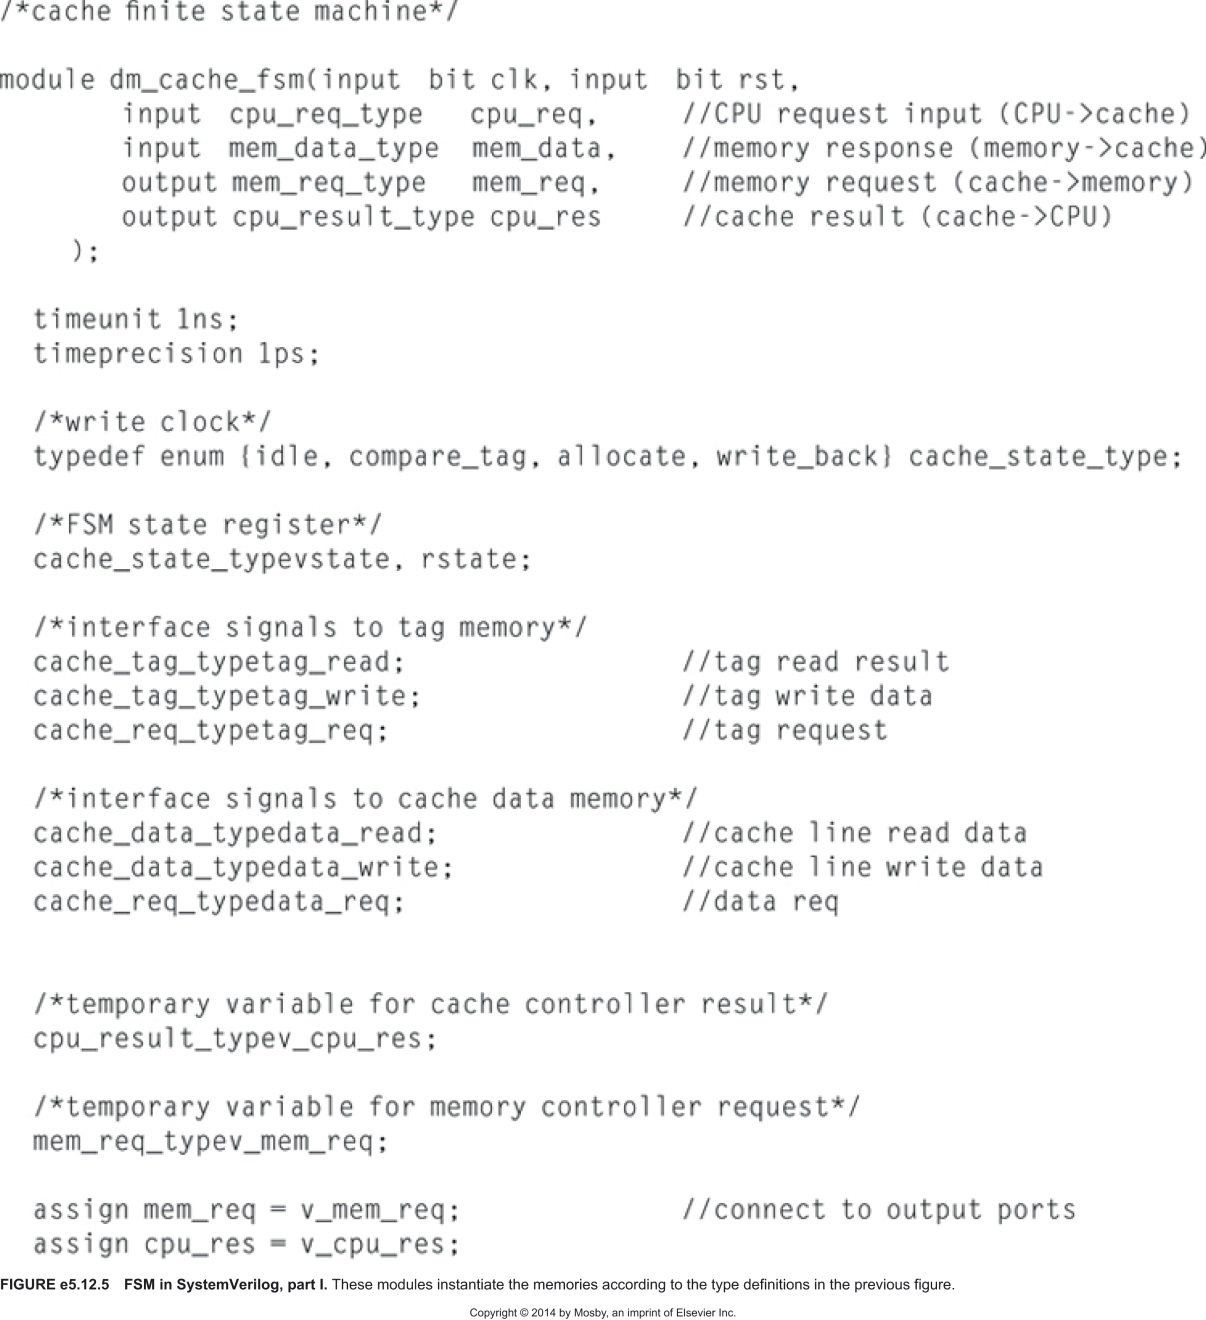 /*cache finite state machine*/
module dm_cache_fsm(input bit clk, input bit rst,
input cpu_req_type cpu_req, //CPU request input (CPU->cache)
input mem_data_type mem_data, //memory response (memory->cache)
output mem_req_type mem_req, //memory request (cache->memory)
output cpu_result_type cpu_res //cache result (cache->CPU)
);
timeunit 1ns;
timeprecision 1ps;
/*write clock*/
typedef enum {idle, compare_tag, allocate, write_back} cache_state_type;
/*FSM state register*/
cache_state_typevstate, rstate;
/*interface signals to tag memory*/
cache_tag_typetag_read; //tag read result
cache_tag_typetag_write; //tag write data
cache_req_typetag_req; //tag request
/*interface signals to cache data memory*/
cache_data_typedata_read; //cache line read data
cache_data_typedata_write; //cache line write data
cache_req_typedata_req; //data req
/*temporary variable for cache controller result*/
cpu_result_typev_cpu_res;
/*temporary variable for memory controller request*/
mem_req_typev_mem_req;
assign mem_req = v_mem_req; //connect to output ports
assign cpu_res = v_cpu_res;
FIGURE e5.12.5 FSM in SystemVerilog, part I. These modules instantiate the memories according to the type definitions in the previous figure.
Copyright © 2014 by Mosby, an imprint of Elsevier Inc.